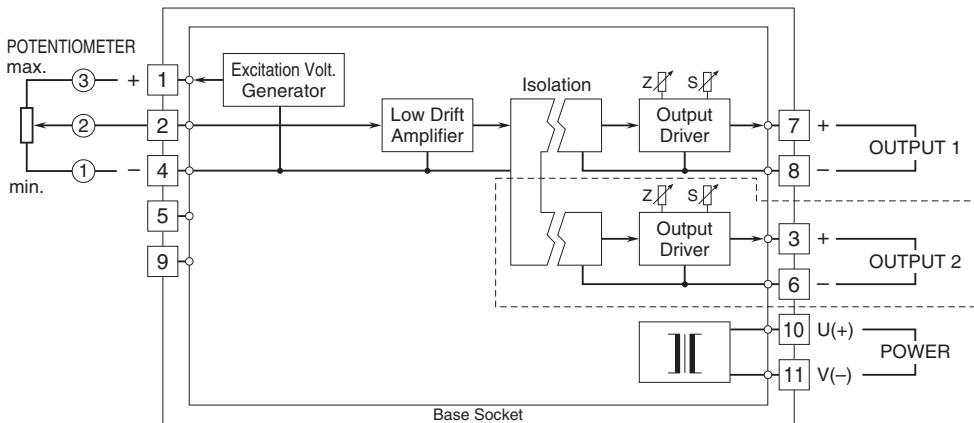 POTENTIOMETER
max.
3
+
1
Excitation Volt.
Generator
2
2
Low Drift
Amplifier
Isolation
Z
S
Output
Driver
7
+
OUTPUT 1
1
–
4
8
–
min.
5
Z
S
9
Output
Driver
3
+
OUTPUT 2
6
–
10
U(+)
POWER
11
V(–)
Base Socket